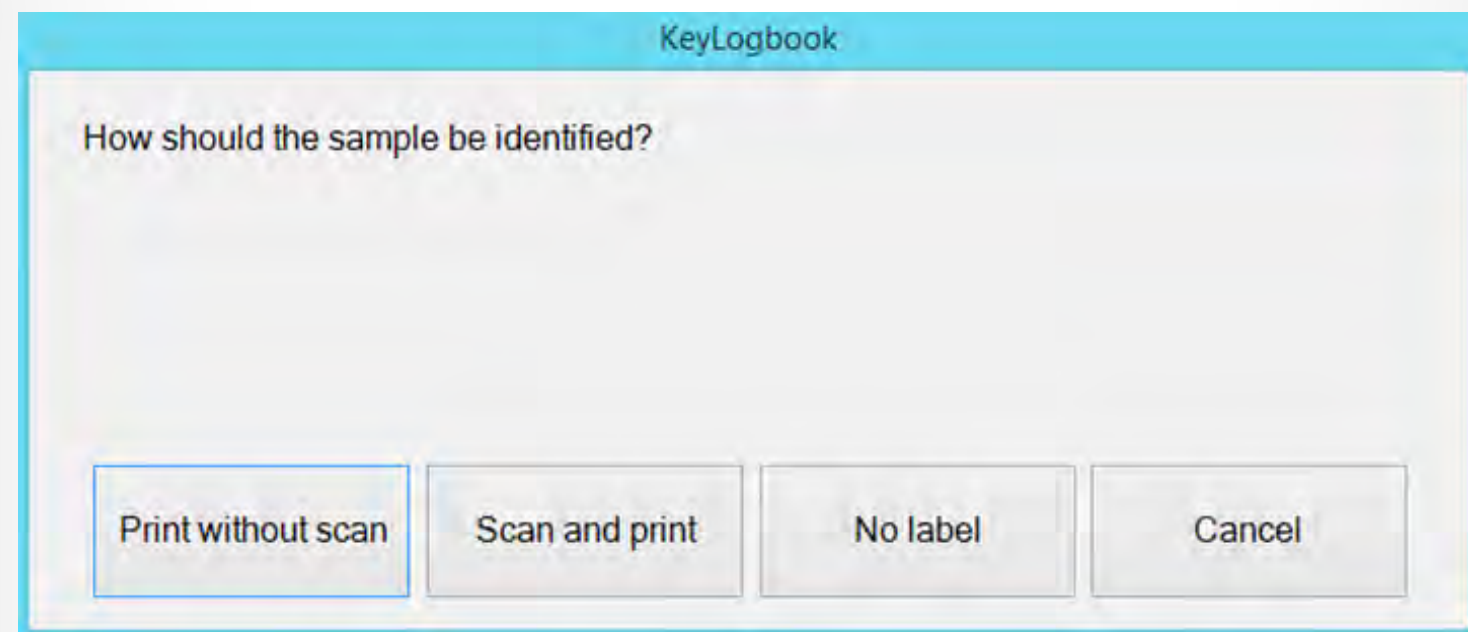 KeyLogbook
How should the sample be identified?
Print without scan
Scan and print
No label
Cancel